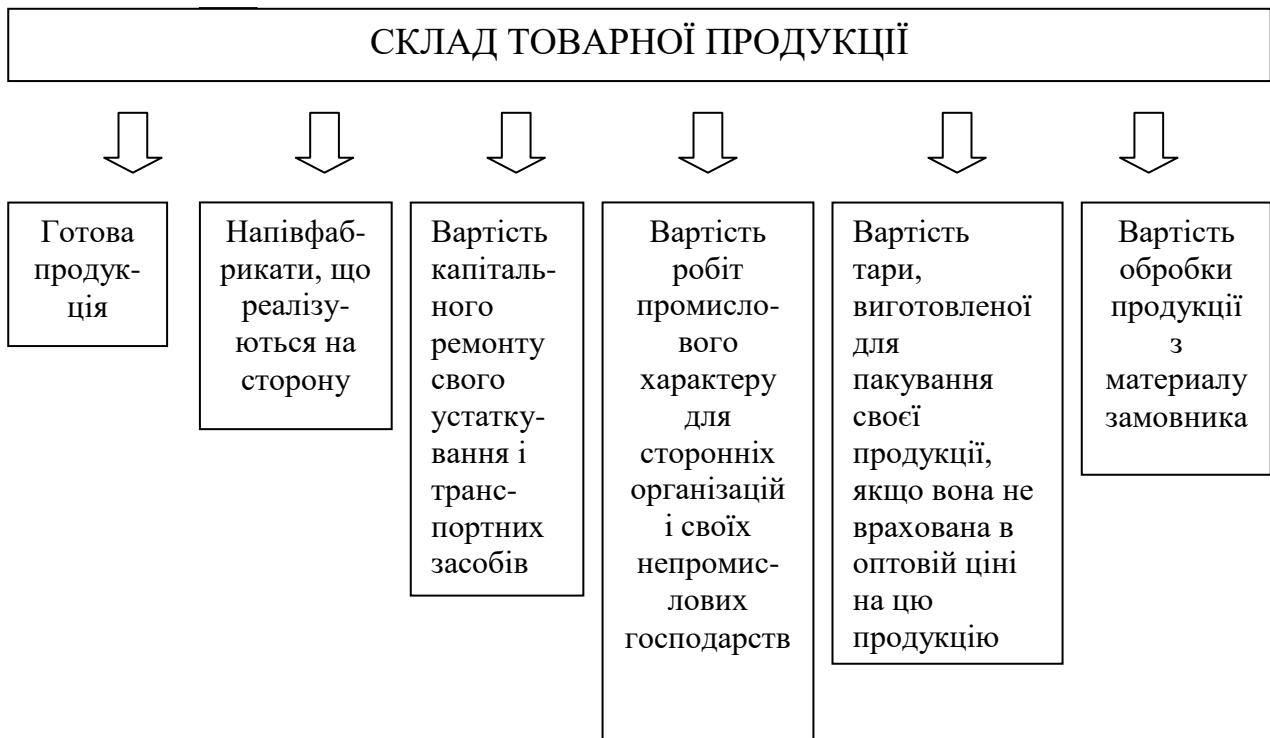 СКЛАД ТОВАРНОЇ ПРОДУКЦІЇ
Готова
продук-
ція
Напівфаб-
рикати, що
реалізу-
ються на
сторону
Вартість
капіталь-
ного
ремонту
свого
устатку-
вання і
транс-
портних
засобів
Вартість
робіт
промисло-
вого
характеру
для
сторонніх
організацій
і своїх
непромис-
лових
господарств
Вартість
тари,
виготовленої
для
пакування
своєї
продукції,
якщо вона не
врахована в
оптовій ціні
на цю
продукцію
Вартість
обробки
продукції
з
материалу
замовника